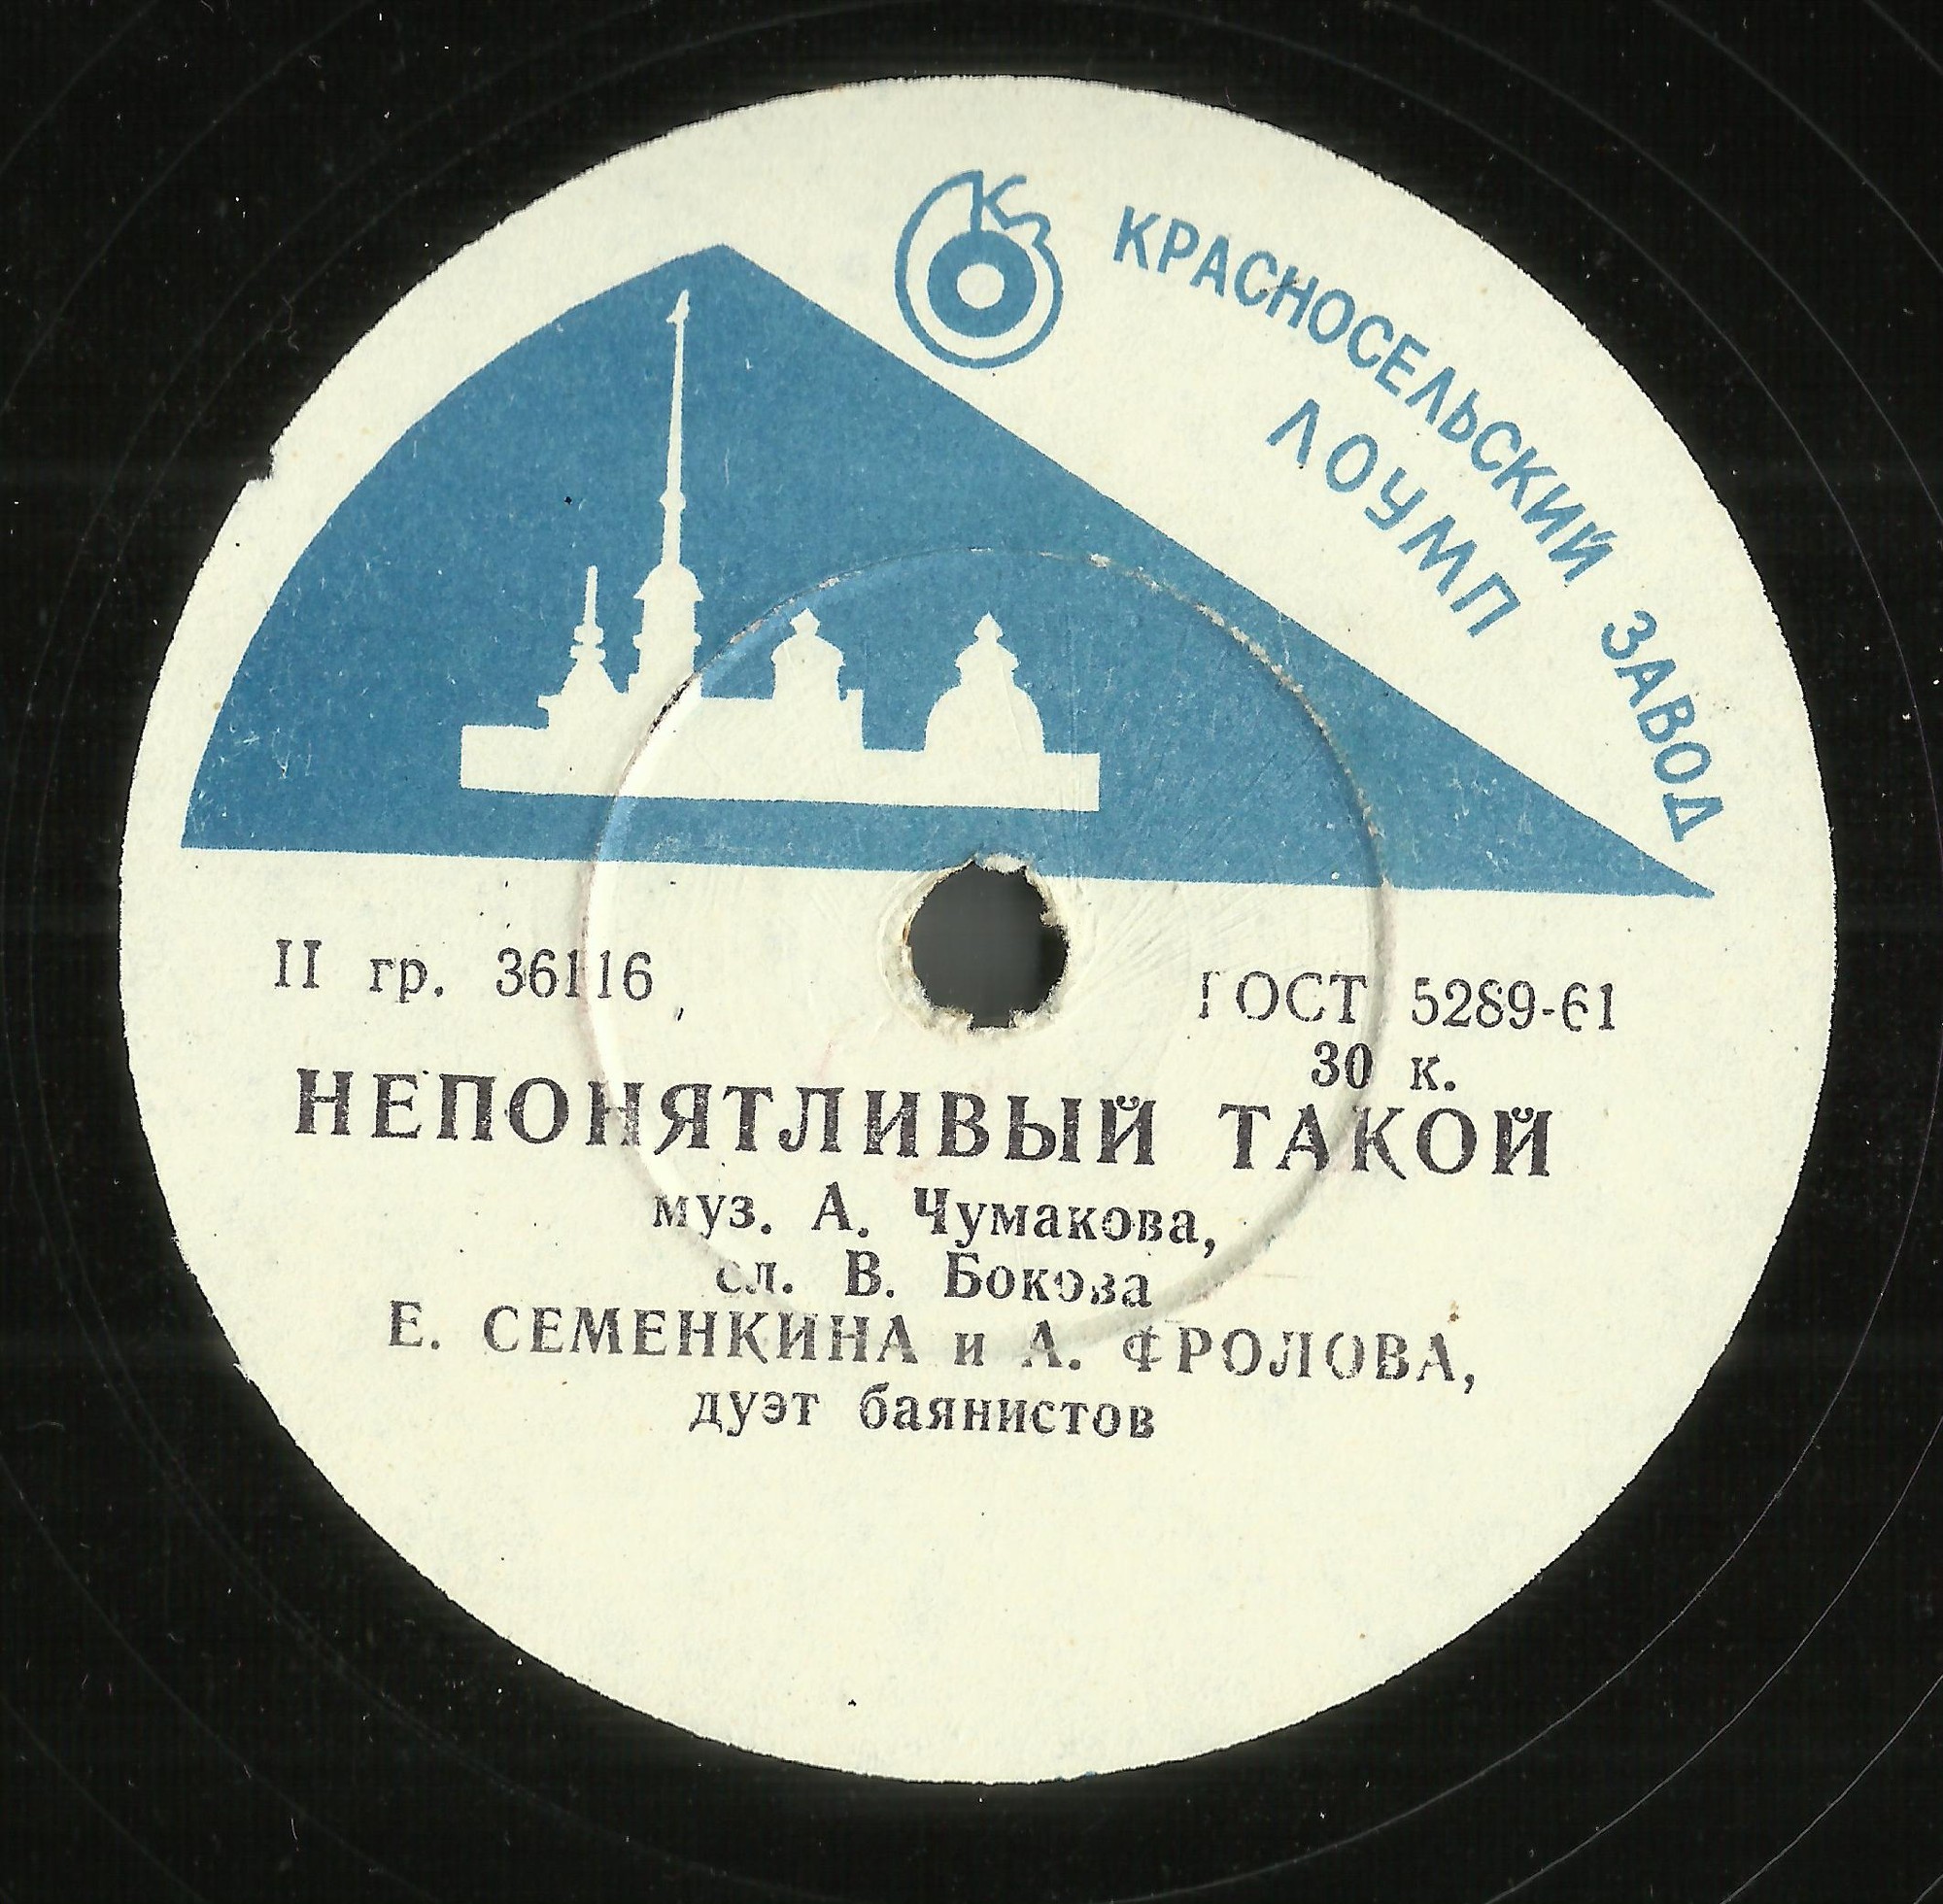 КРАСНОСЕЛЬСКИЙ ЗАВОД
ЛОУМП
II гр. 36116
ГОСТ 5289-61
30 к.
НЕПОНЯТЛИВЫЙ ТАКОЙ
муз. А. Чумакова,
сл. В. Бокова
Е. СЕМЕНКИНА и А. ФРОЛОВА,
дуэт баянистов